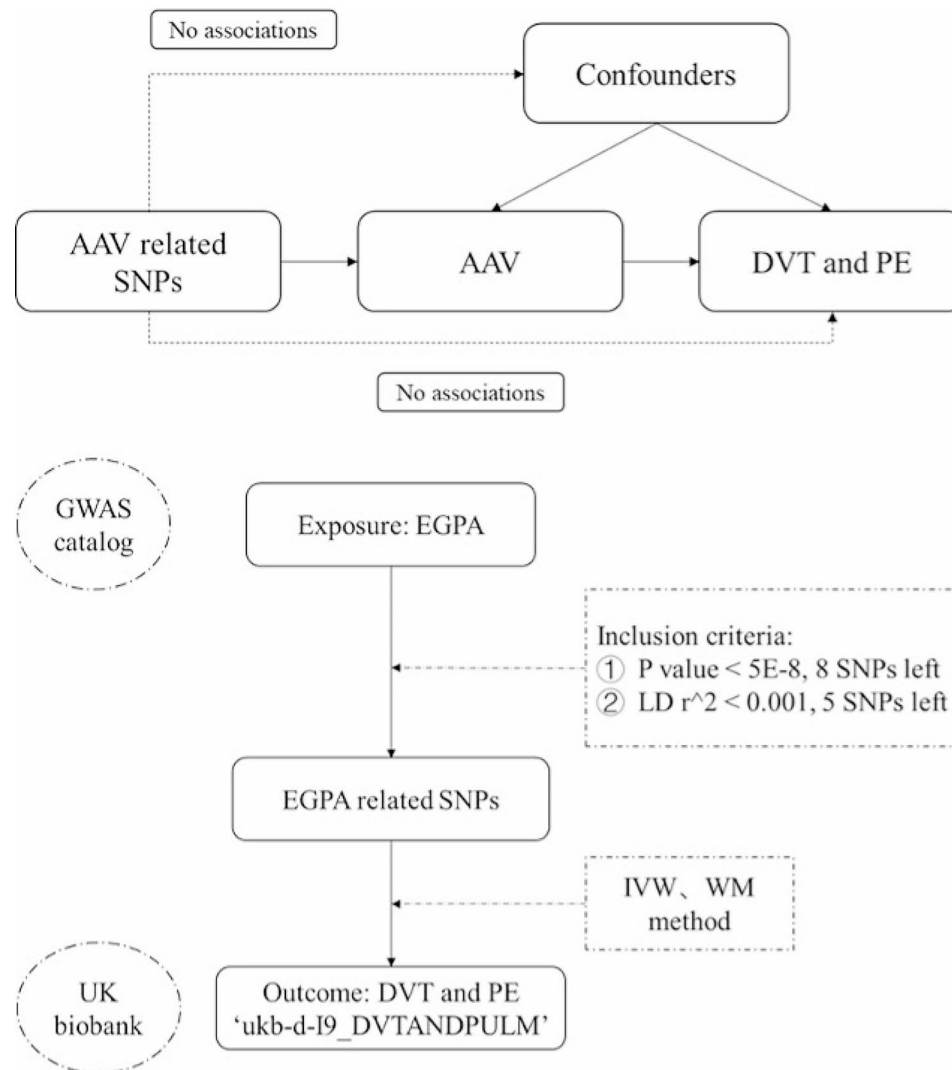 No associations
Confounders
AAV related
SNPs
AAV
DVT and PE
No associations
GWAS
catalog
Exposure: EGPA
Inclusion criteria:
① P value < 5E-8, 8 SNPs left
② LD r^2 < 0.001, 5 SNPs left
EGPA related SNPs
IVW、WM
method
UK
biobank
Outcome: DVT and PE
‘ukb-d-I9_DVTANDPULM’